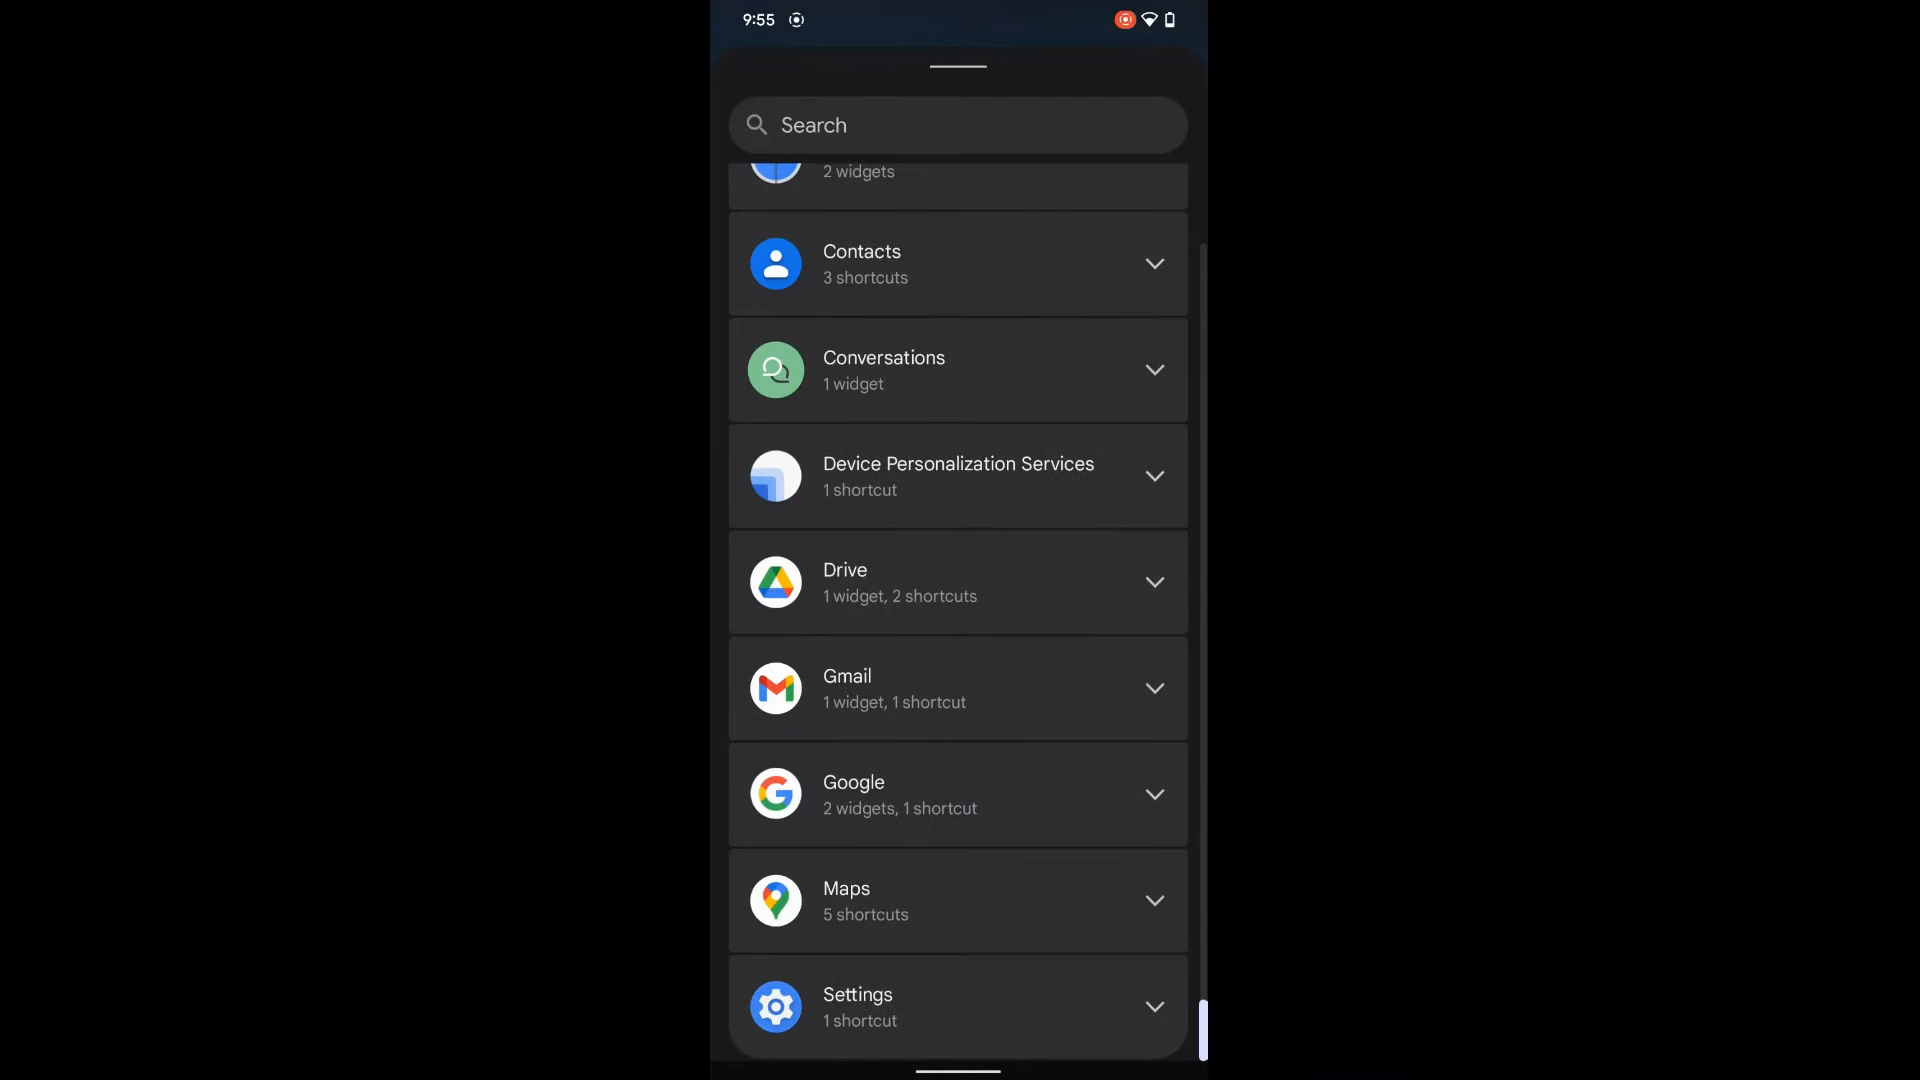 9:55
Search
2 widgets
Contacts
3 shortcuts
Conversations
1 widget
Device Personalization Services
1 shortcut
Drive
1 widget, 2 shortcuts
Gmail
1 widget, 1 shortcut
Google
2 widgets, 1 shortcut
Maps
5 shortcuts
Settings
1 shortcut